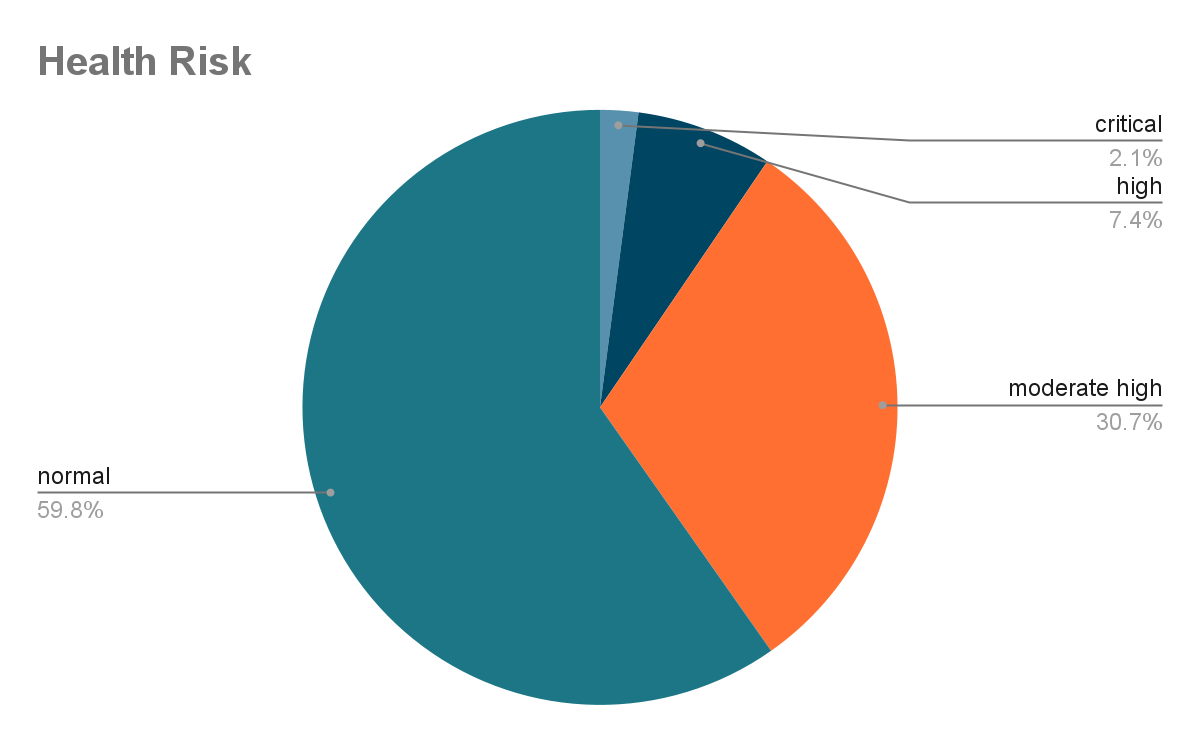 Health Risk
critical
2.1%
high
7.4%
moderate high
30.7%
normal
59.8%